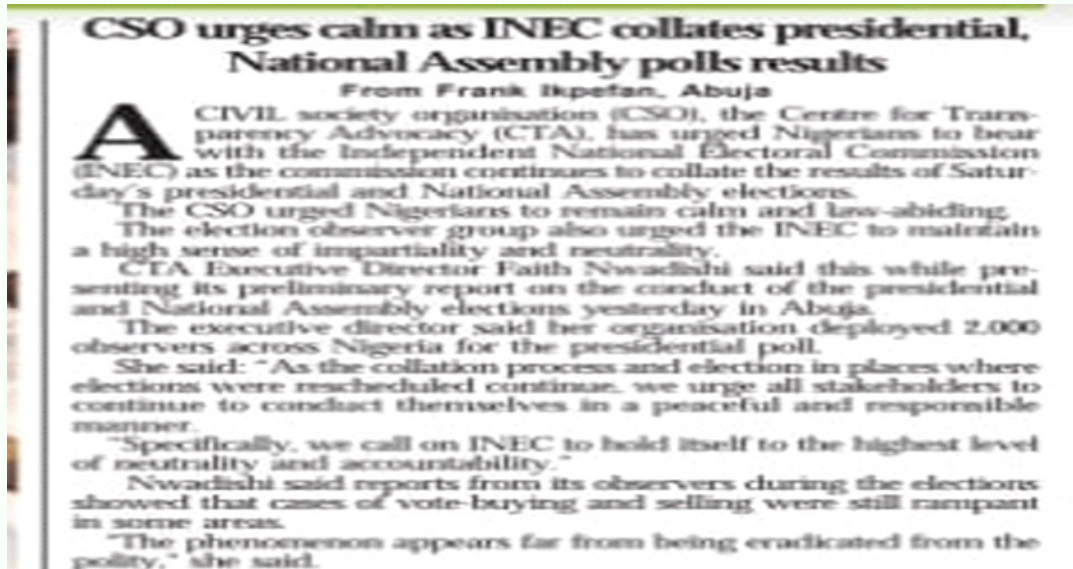 CSO urges calm as INEC collates presidential,
National Assembly polls results
From Frank Ikpefan, Abuja
A CIVIL society organisation (CSO), the Centre for Trans-
parency Advocacy (CTA), has urged Nigerians to bear
with the Independent National Electoral Commission
(INEC) as the commission continues to collate the results of Satur-
day's presidential and National Assembly elections.
The CSO urged Nigerians to remain calm and law-abiding.
The election observer group also urged the INEC to maintain
a high sense of impartiality and neutrality.
CTA Executive Director Faith Nwadishi said this while pre-
senting its preliminary report on the conduct of the presidential
and National Assembly elections yesterday in Abuja.
The executive director said her organisation deployed 2,000
observers across Nigeria for the presidential poll.
She said: "As the collation process and election in places where
elections were rescheduled continue, we urge all stakeholders to
continue to conduct themselves in a peaceful and responsible
manner.
"Specifically, we call on INEC to hold itself to the highest level
of neutrality and accountability."
Nwadishi said reports from its observers during the elections
showed that cases of vote-buying and selling were still rampant
in some areas.
"The phenomenon appears far from being eradicated from the
polity," she said.